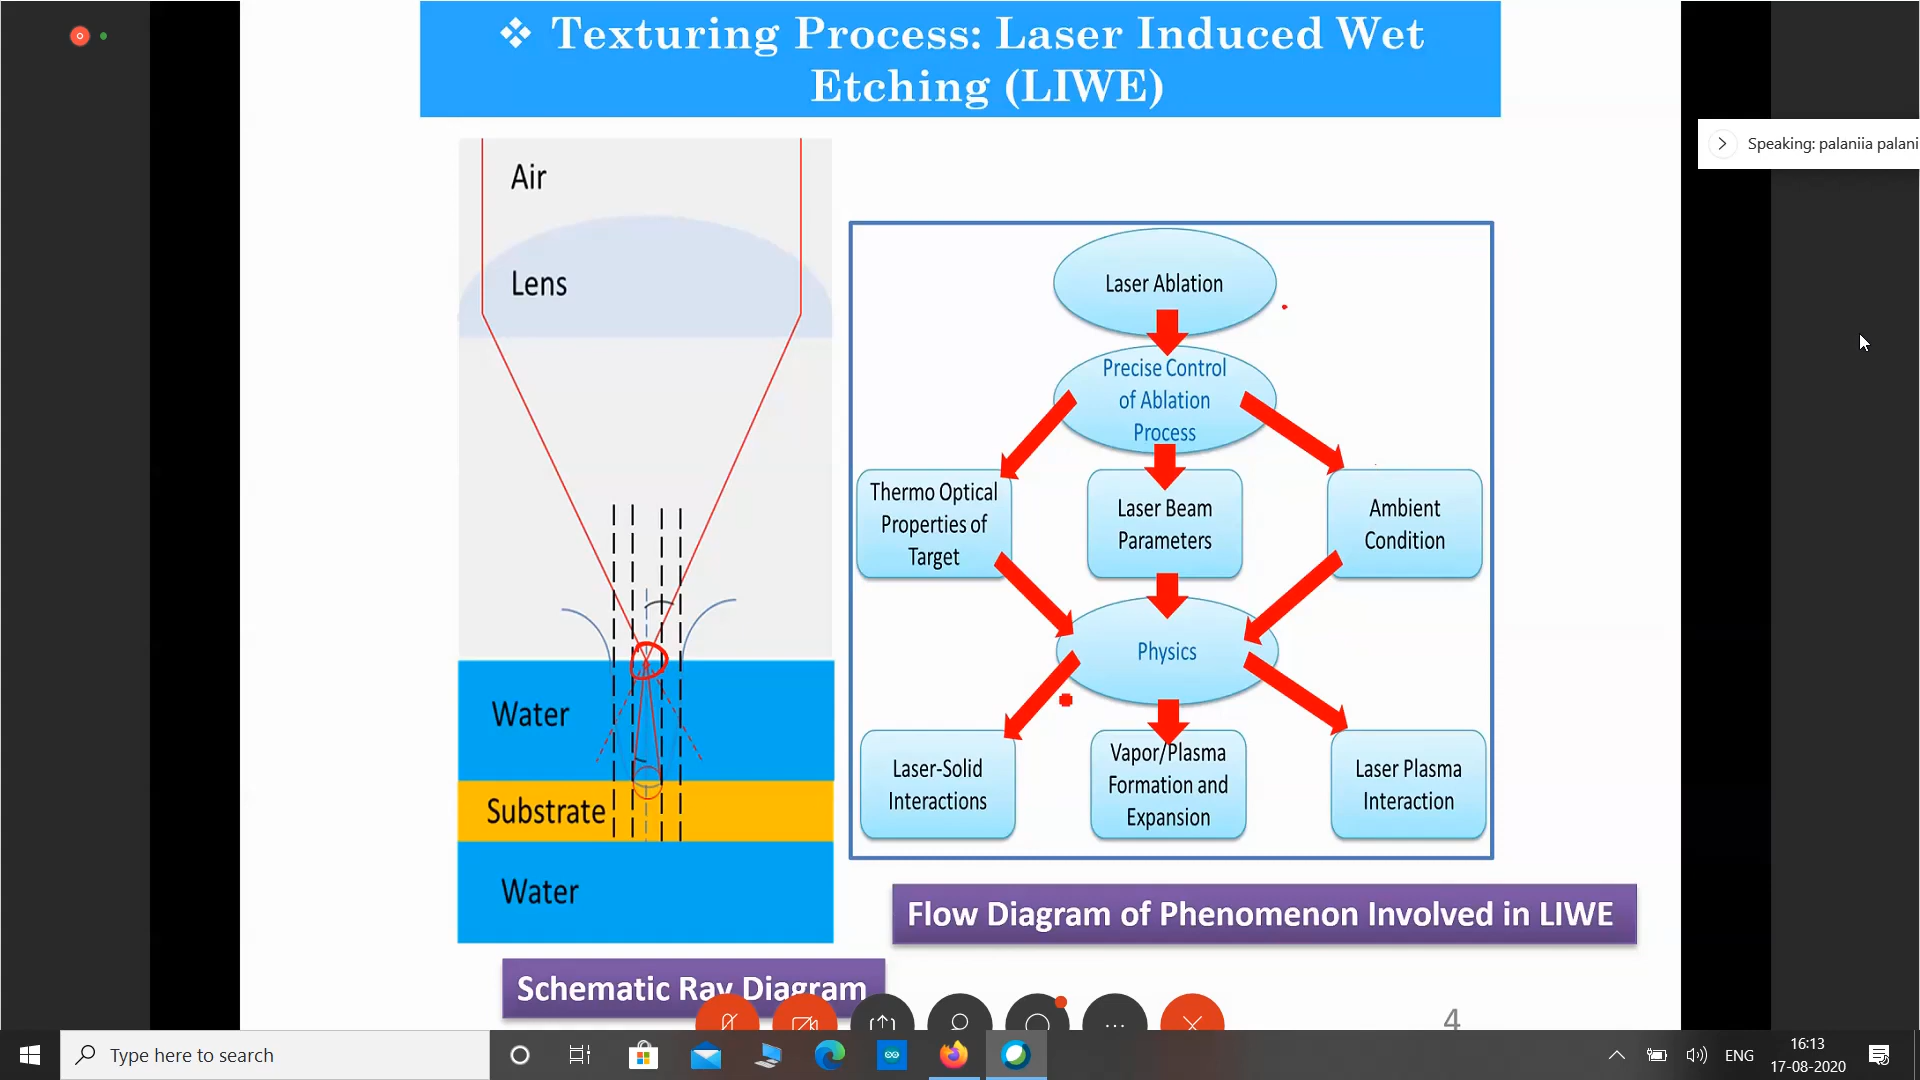 ❖ Texturing Process: Laser Induced Wet
Etching (LIWE)
Speaking: palaniia palani
Air
Lens
Water
Substrate
Water
Schematic Ray Diagram
Laser Ablation
Precise Control
of Ablation
Process
Thermo Optical
Properties of
Target
Laser Beam
Parameters
Ambient
Condition
Physics
Laser-Solid
Interactions
Vapor/Plasma
Formation and
Expansion
Laser Plasma
Interaction
Flow Diagram of Phenomenon Involved in LIWE
4
Type here to search
ENG
16:13
17-08-2020